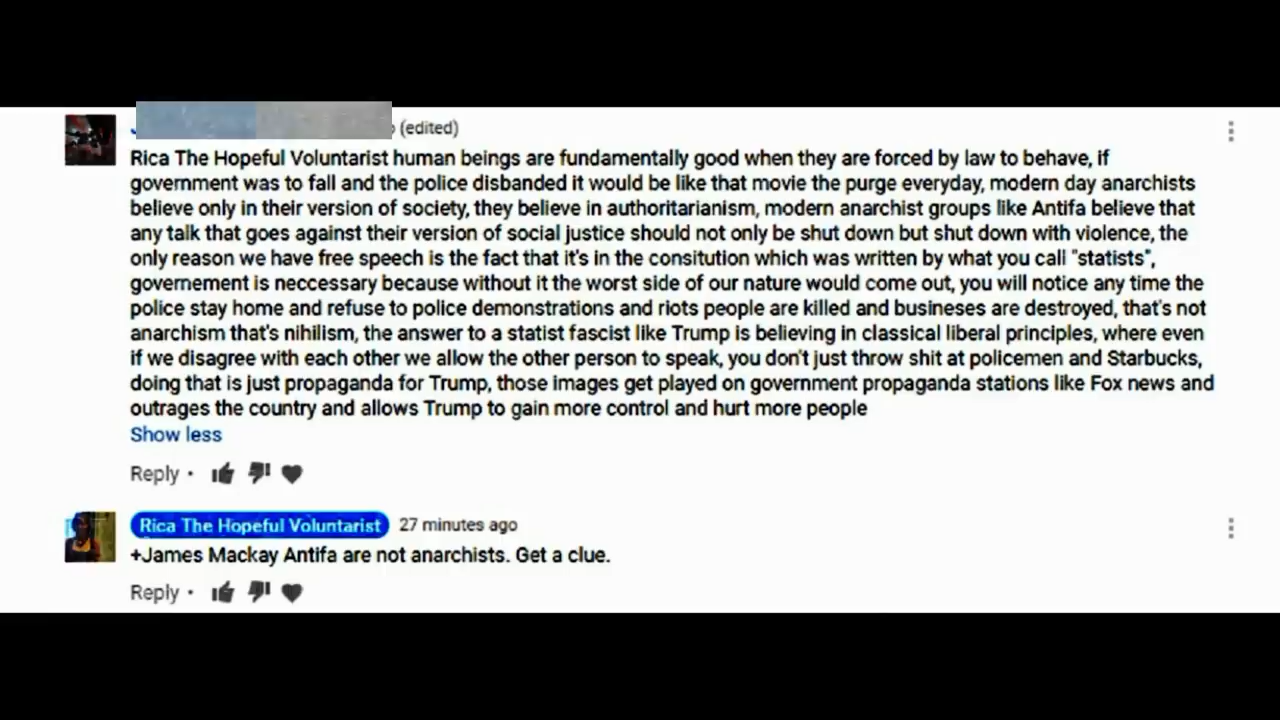 (edited)
Rica The Hopeful Voluntarist human beings are fundamentally good when they are forced by law to behave, if
government was to fall and the police disbanded it would be like that movie the purge everyday, modern day anarchists
believe only in their version of society, they believe in authoritarianism, modern anarchist groups like Antifa believe that
any talk that goes against their version of social justice should not only be shut down but shut down with violence, the
only reason we have free speech is the fact that it's in the consitution which was written by what you call "statists",
governement is neccessary because without it the worst side of our nature would come out, you will notice any time the
police stay home and refuse to police demonstrations and riots people are killed and busineses are destroyed, that's not
anarchism that's nihilism, the answer to a statist fascist like Trump is believing in classical liberal principles, where even
if we disagree with each other we allow the other person to speak, you don't just throw shit at policemen and Starbucks,
doing that is just propaganda for Trump, those images get played on government propaganda stations like Fox news and
outrages the country and allows Trump to gain more control and hurt more people
Show less
Reply •
Rica The Hopeful Voluntarist 27 minutes ago
+James Mackay Antifa are not anarchists. Get a clue.
Reply •